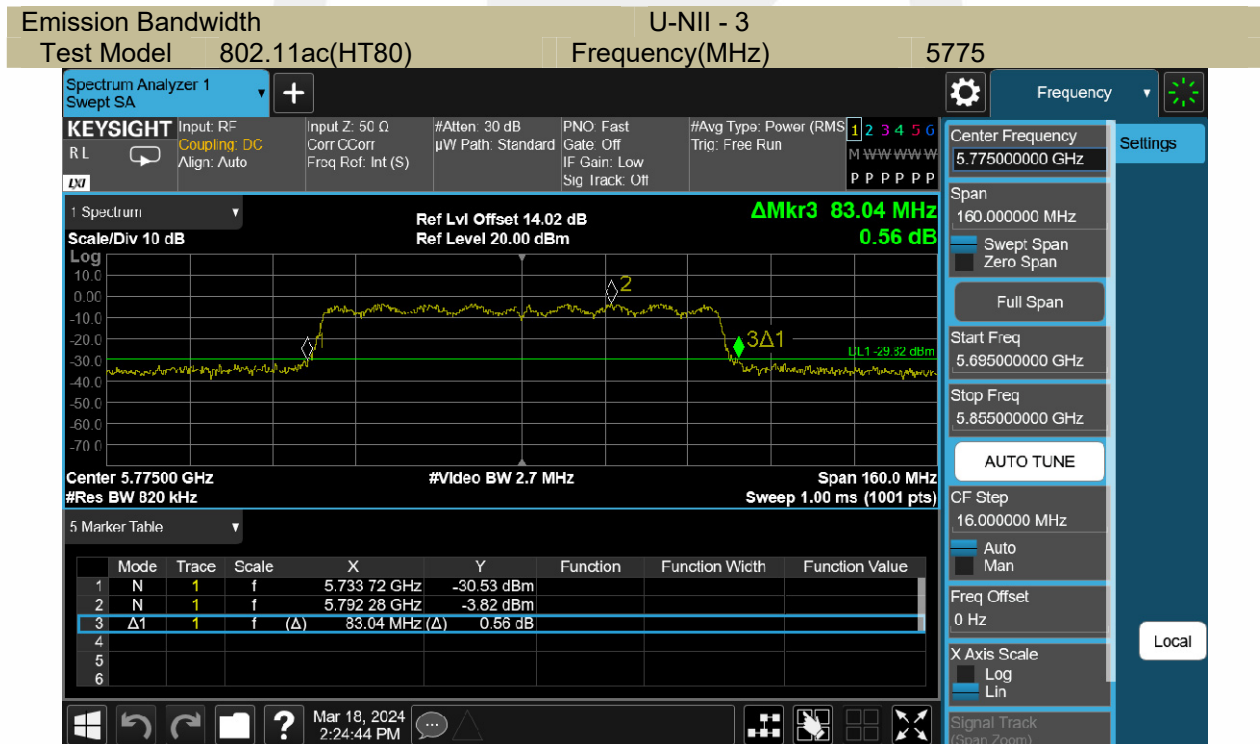 Emission Bandwidth U-NII - 3
Test Model 802.11ac(HT80) Frequency(MHz) 5775
Spectrum Analyzer 1
Swept SA
+
Frequency
KEYSIGHT
RL
LXI
Input: RF
Coupling: DC
Align: Auto
Input Z: 50 Ω
Corr CCorr
Freq Ref: Int (S)
#Atten: 30 dB
µW Path: Standard
PNO: Fast
Gate: Off
IF Gain: Low
Sig Track: Off
#Avg Type: Power (RMS
Trig: Free Run
1 2 3 4 5 6
M W W W W W
P P P P P P
1 Spectrum
Scale/Div 10 dB
Ref Lvl Offset 14.02 dB
Ref Level 20.00 dBm
ΔMkr3 83.04 MHz
0.56 dB
Log
10.0
0.00
-10.0
-20.0
-30.0
-40.0
-50.0
-60.0
-70.0
1
2
3Δ1
DL1 -29.82 dBm
Center 5.77500 GHz #Video BW 2.7 MHz Span 160.0 MHz
#Res BW 820 kHz Sweep 1.00 ms (1001 pts)
5 Marker Table
Mode Trace Scale X Y Function Function Width Function Value
1 N 1 f 5.733 72 GHz -30.53 dBm
2 N 1 f 5.792 28 GHz -3.82 dBm
3 Δ1 1 f (Δ) 83.04 MHz (Δ) 0.56 dB
4
5
6
Center Frequency
5.775000000 GHz
Settings
Span
160.000000 MHz
Swept Span
Zero Span
Full Span
Start Freq
5.695000000 GHz
Stop Freq
5.855000000 GHz
AUTO TUNE
CF Step
16.000000 MHz
Auto
Man
Freq Offset
0 Hz
Local
X Axis Scale
Log
Lin
Signal Track
(Span Zoom)
?
Mar 18, 2024
2:24:44 PM